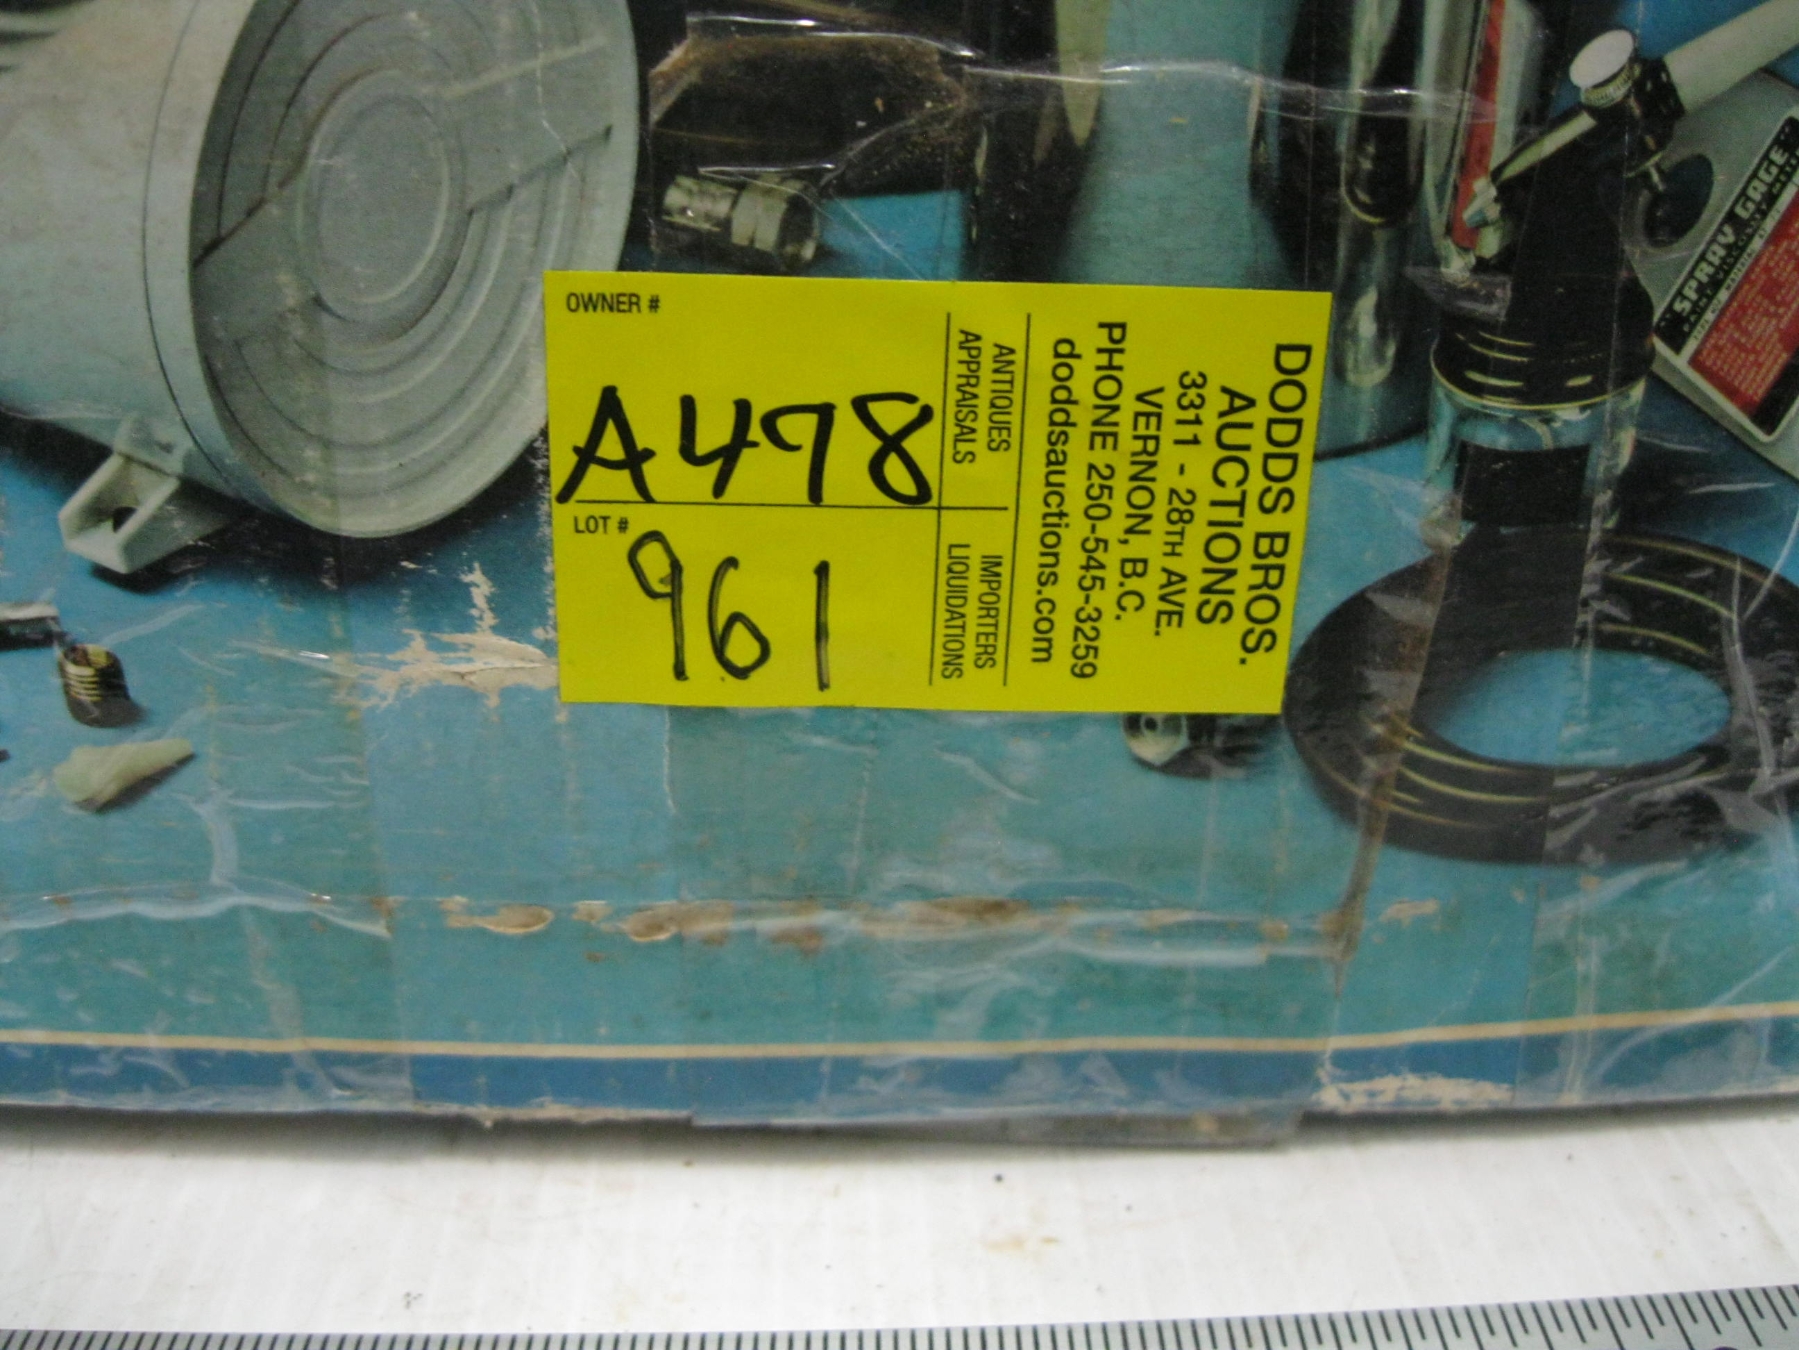 OWNER #
A498
LOT #
961
ANTIQUES
APPRAISALS
IMPORTERS
LIQUIDATIONS
DODDS BROS.
AUCTIONS
3311 - 28TH AVE.
VERNON, B.C.
PHONE 250-545-3259
doddsauctions.com
SPRAY GAGE